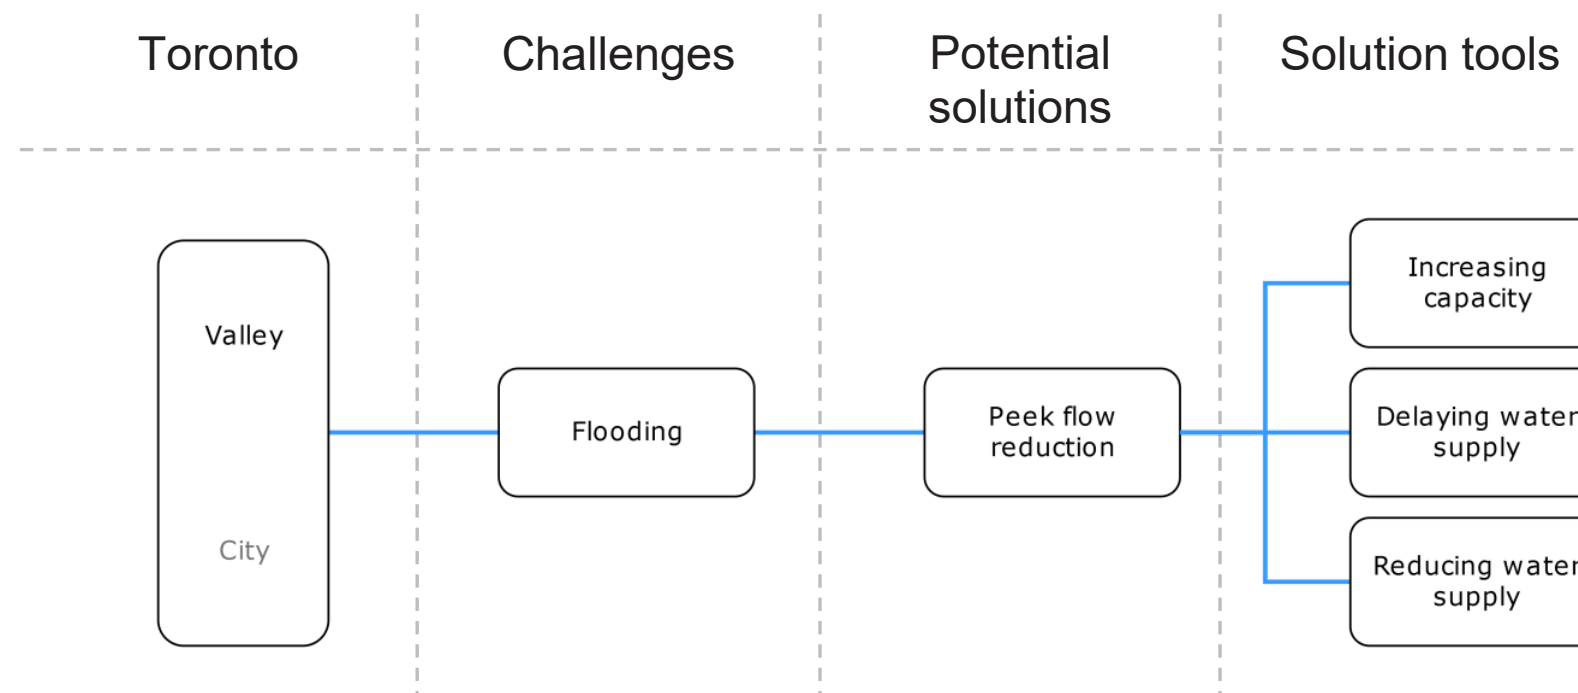 Toronto
Challenges
Potential
solutions
Solution tools
Valley
City
Flooding
Peek flow
reduction
Increasing
capacity
Delaying water
supply
Reducing water
supply